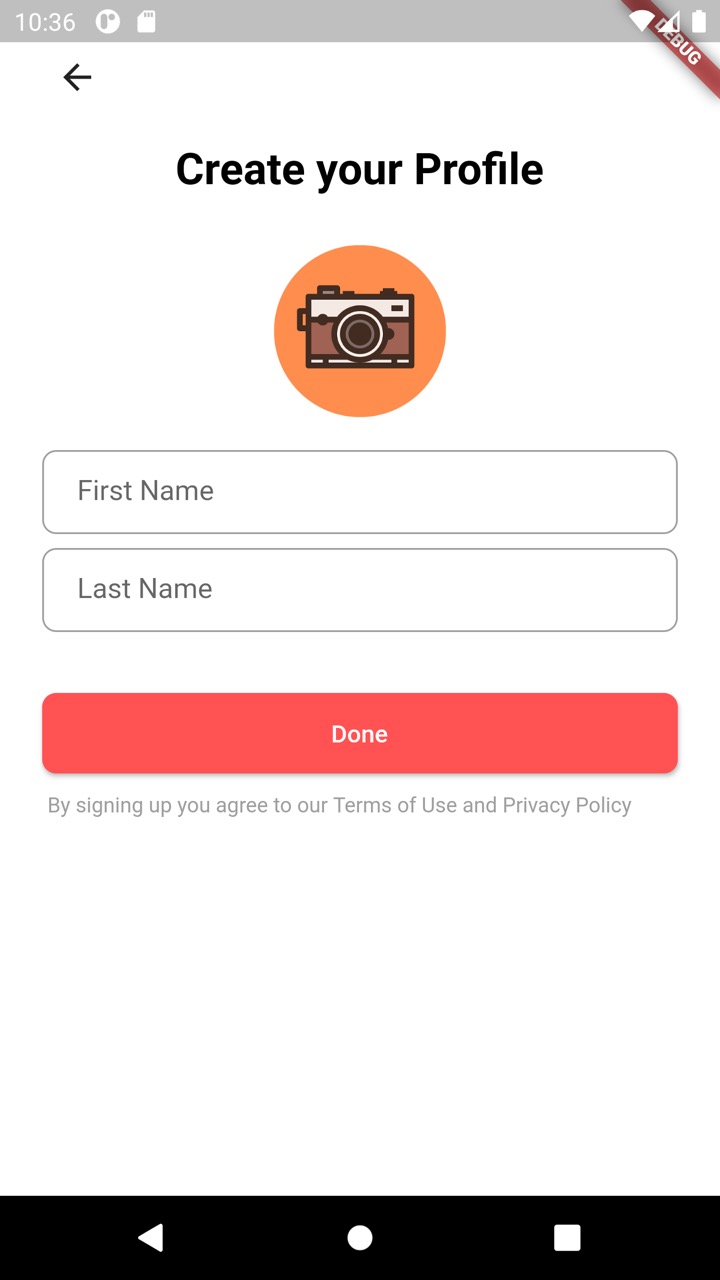 10:36
DEBUG
Create your Profile
First Name
Last Name
Done
By signing up you agree to our Terms of Use and Privacy Policy